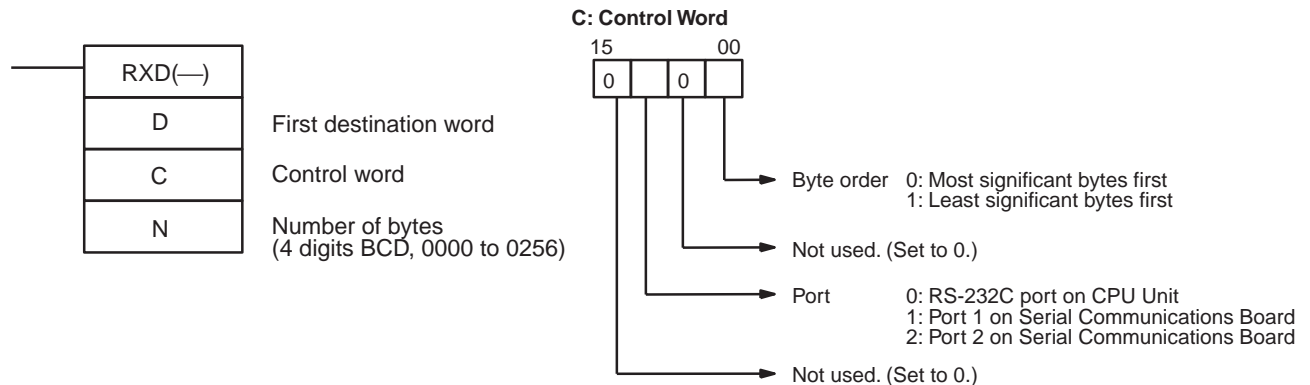 C: Control Word
15 00
0 0
RXD(—)
D First destination word
C Control word
N Number of bytes
(4 digits BCD, 0000 to 0256)
Byte order 0: Most significant bytes first
1: Least significant bytes first
Not used. (Set to 0.)
Port 0: RS-232C port on CPU Unit
1: Port 1 on Serial Communications Board
2: Port 2 on Serial Communications Board
Not used. (Set to 0.)